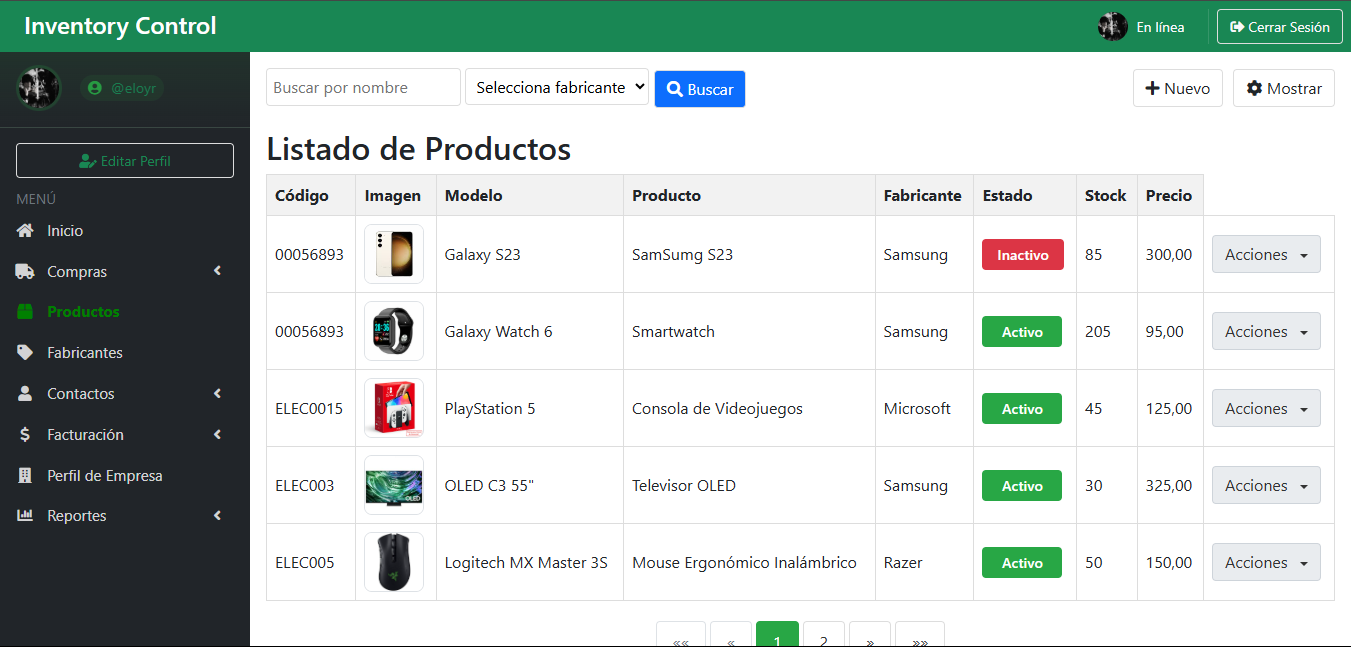 Inventory Control
En línea
Cerrar Sesión
@eloyr
Editar Perfil
MENÚ
Inicio
Compras
Productos
Fabricantes
Contactos
Facturación
Perfil de Empresa
Reportes
Buscar por nombre
Selecciona fabricante
Buscar
Nuevo
Mostrar
Listado de Productos
Código Imagen Modelo Producto Fabricante Estado Stock Precio
00056893 Galaxy S23 SamSumg S23 Samsung Inactivo 85 300,00 Acciones
00056893 Galaxy Watch 6 Smartwatch Samsung Activo 205 95,00 Acciones
ELEC0015 PlayStation 5 Consola de Videojuegos Microsoft Activo 45 125,00 Acciones
ELEC003 OLED C3 55" Televisor OLED Samsung Activo 30 325,00 Acciones
ELEC005 Logitech MX Master 3S Mouse Ergonómico Inalámbrico Razer Activo 50 150,00 Acciones
«« « 1 2 » »»